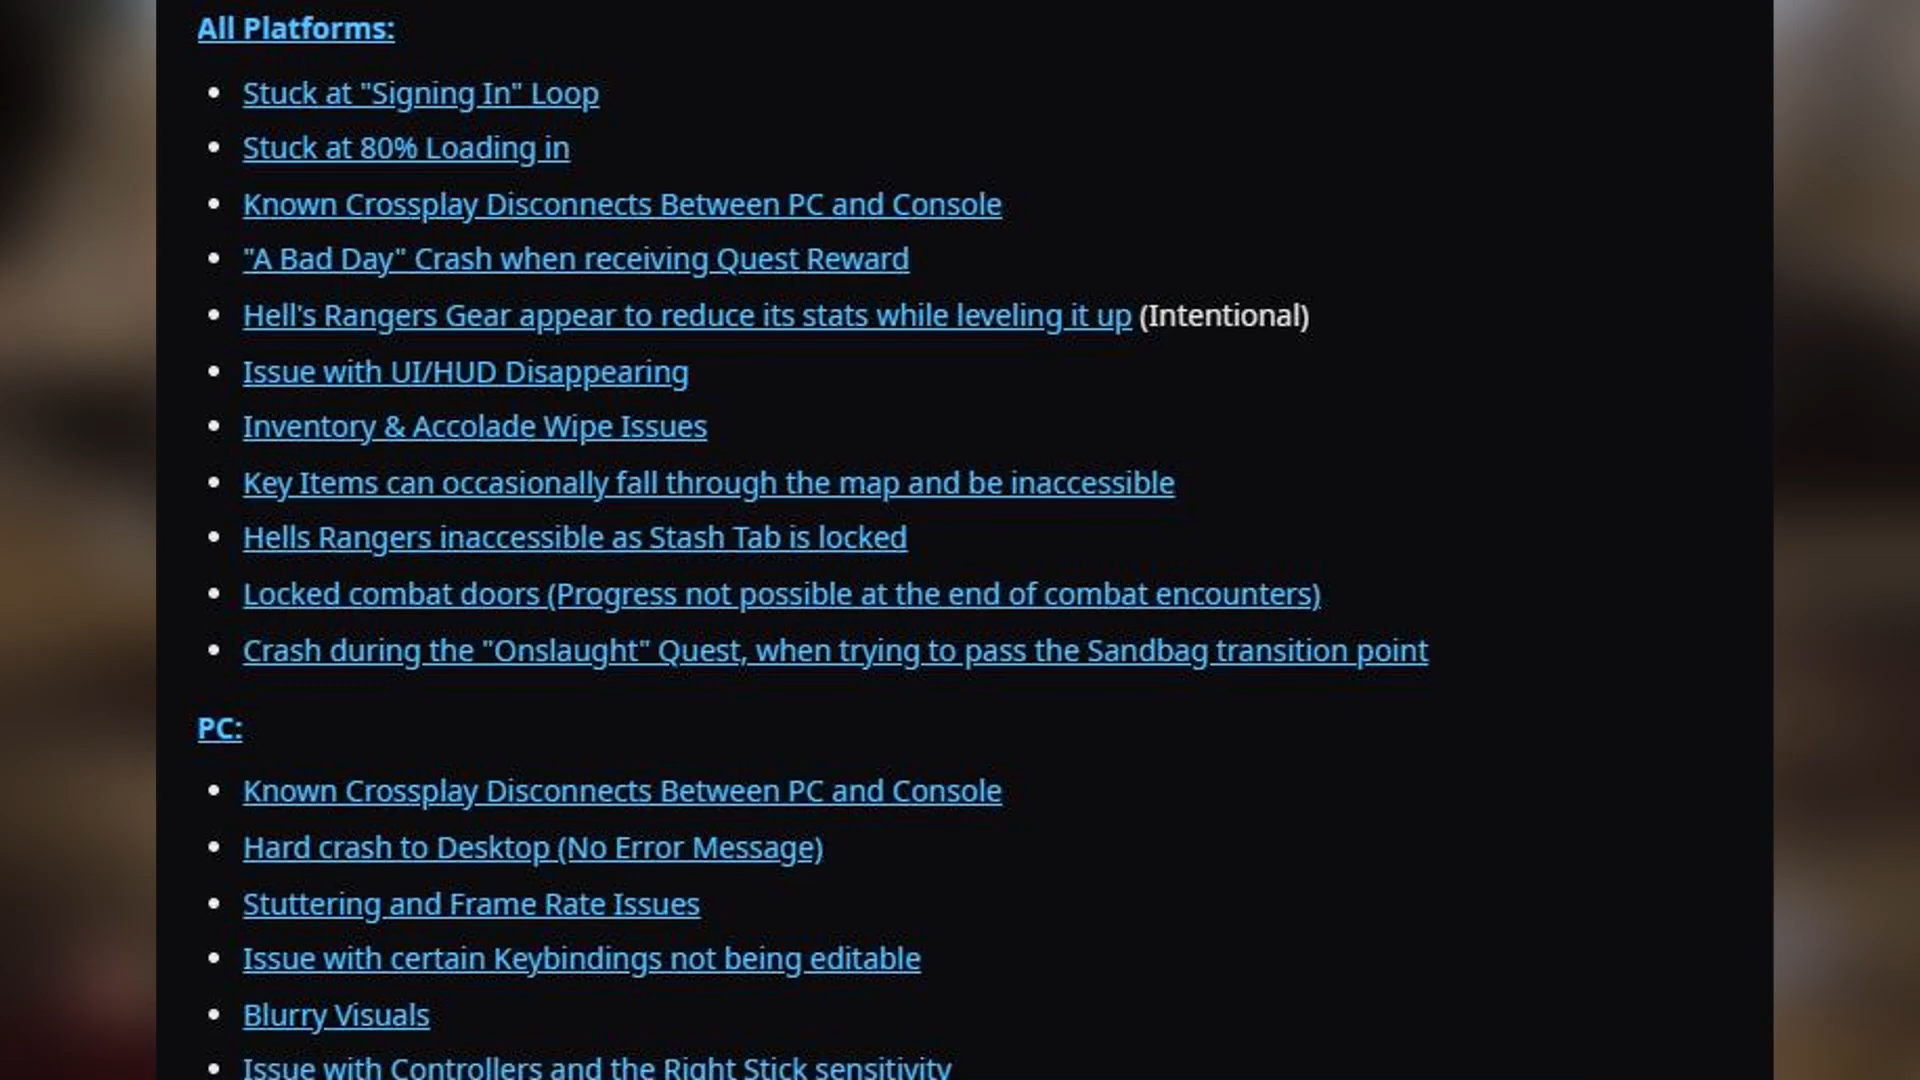 All Platforms:
Stuck at "Signing In" Loop
Stuck at 80% Loading in
Known Crossplay Disconnects Between PC and Console
"A Bad Day" Crash when receiving Quest Reward
Hell's Rangers Gear appear to reduce its stats while leveling it up (Intentional)
Issue with UI/HUD Disappearing
Inventory & Accolade Wipe Issues
Key Items can occasionally fall through the map and be inaccessible
Hells Rangers inaccessible as Stash Tab is locked
Locked combat doors (Progress not possible at the end of combat encounters)
Crash during the "Onslaught" Quest, when trying to pass the Sandbag transition point
PC:
Known Crossplay Disconnects Between PC and Console
Hard crash to Desktop (No Error Message)
Stuttering and Frame Rate Issues
Issue with certain Keybindings not being editable
Blurry Visuals
Issue with Controllers and the Right Stick sensitivity